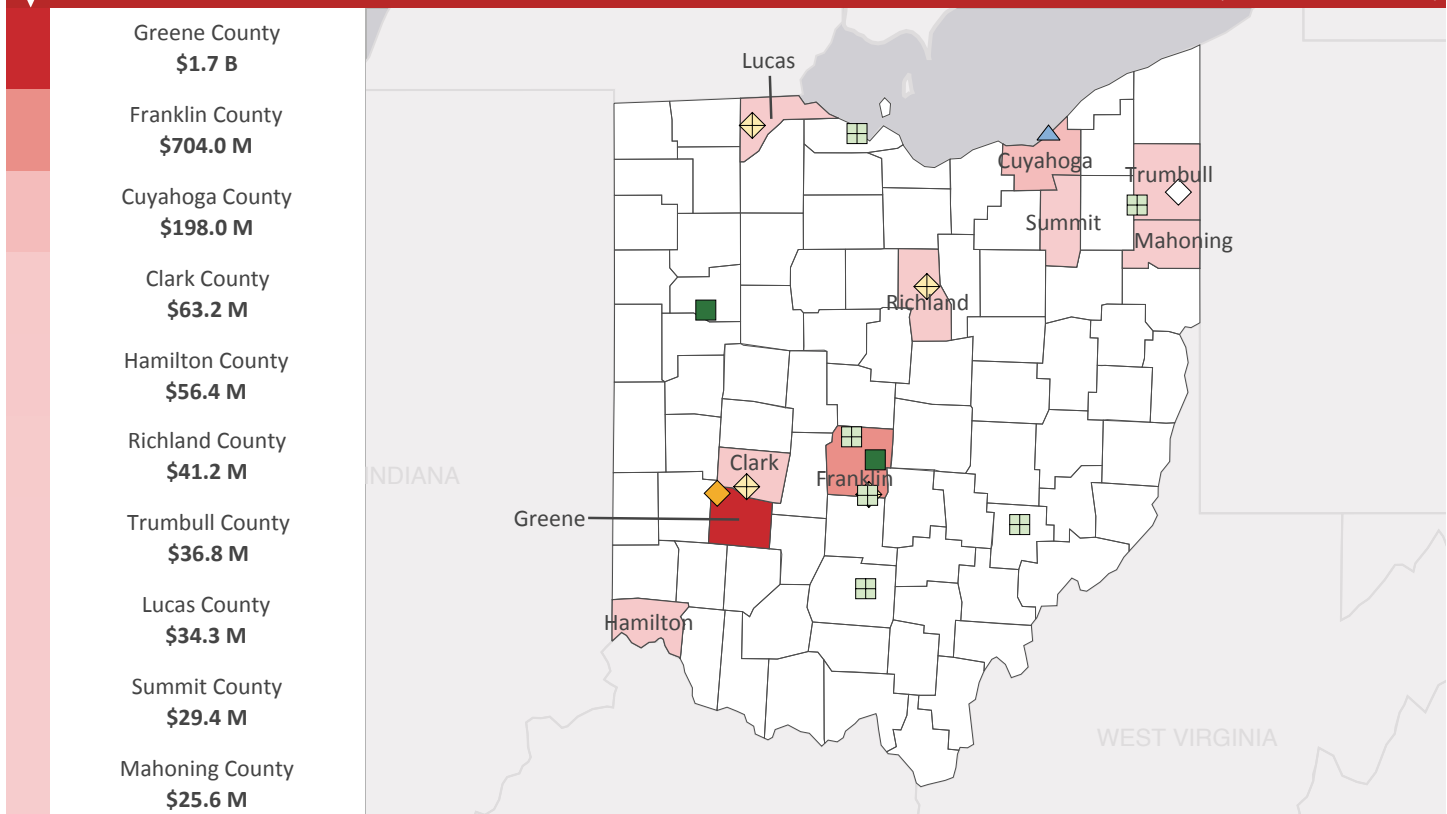 Greene County
$1.7 B
Franklin County
$704.0 M
Cuyahoga County
$198.0 M
Clark County
$63.2 M
Hamilton County
$56.4 M
Richland County
$41.2 M
Trumbull County
$36.8 M
Lucas County
$34.3 M
Summit County
$29.4 M
Mahoning County
$25.6 M
Lucas
Cuyahoga
Trumbull
Summit
Mahoning
Richland
INDIANA
Clark
Franklin
Greene
Hamilton
WEST VIRGINIA